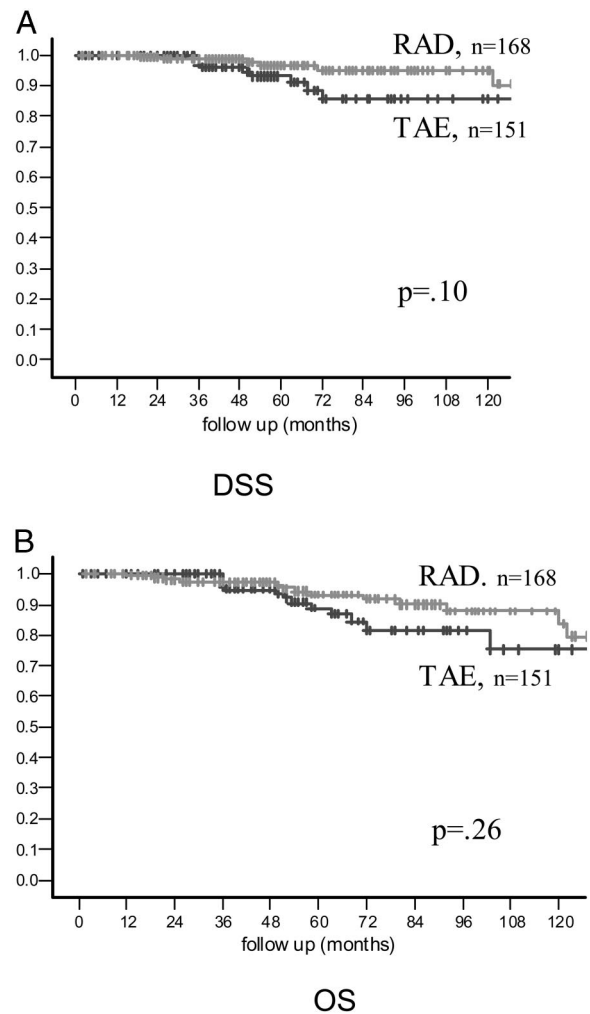 A
RAD, n=168
1.0
0.9
0.8
0.7
0.6
0.5
0.4
0.3
0.2
0.1
0.0
TAE, n=151
p=.10
0 12 24 36 48 60 72 84 96 108 120
follow up (months)
DSS
B
RAD. n=168
1.0
0.9
0.8
0.7
0.6
0.5
0.4
0.3
0.2
0.1
0.0
TAE, n=151
p=.26
0 12 24 36 48 60 72 84 96 108 120
follow up (months)
OS